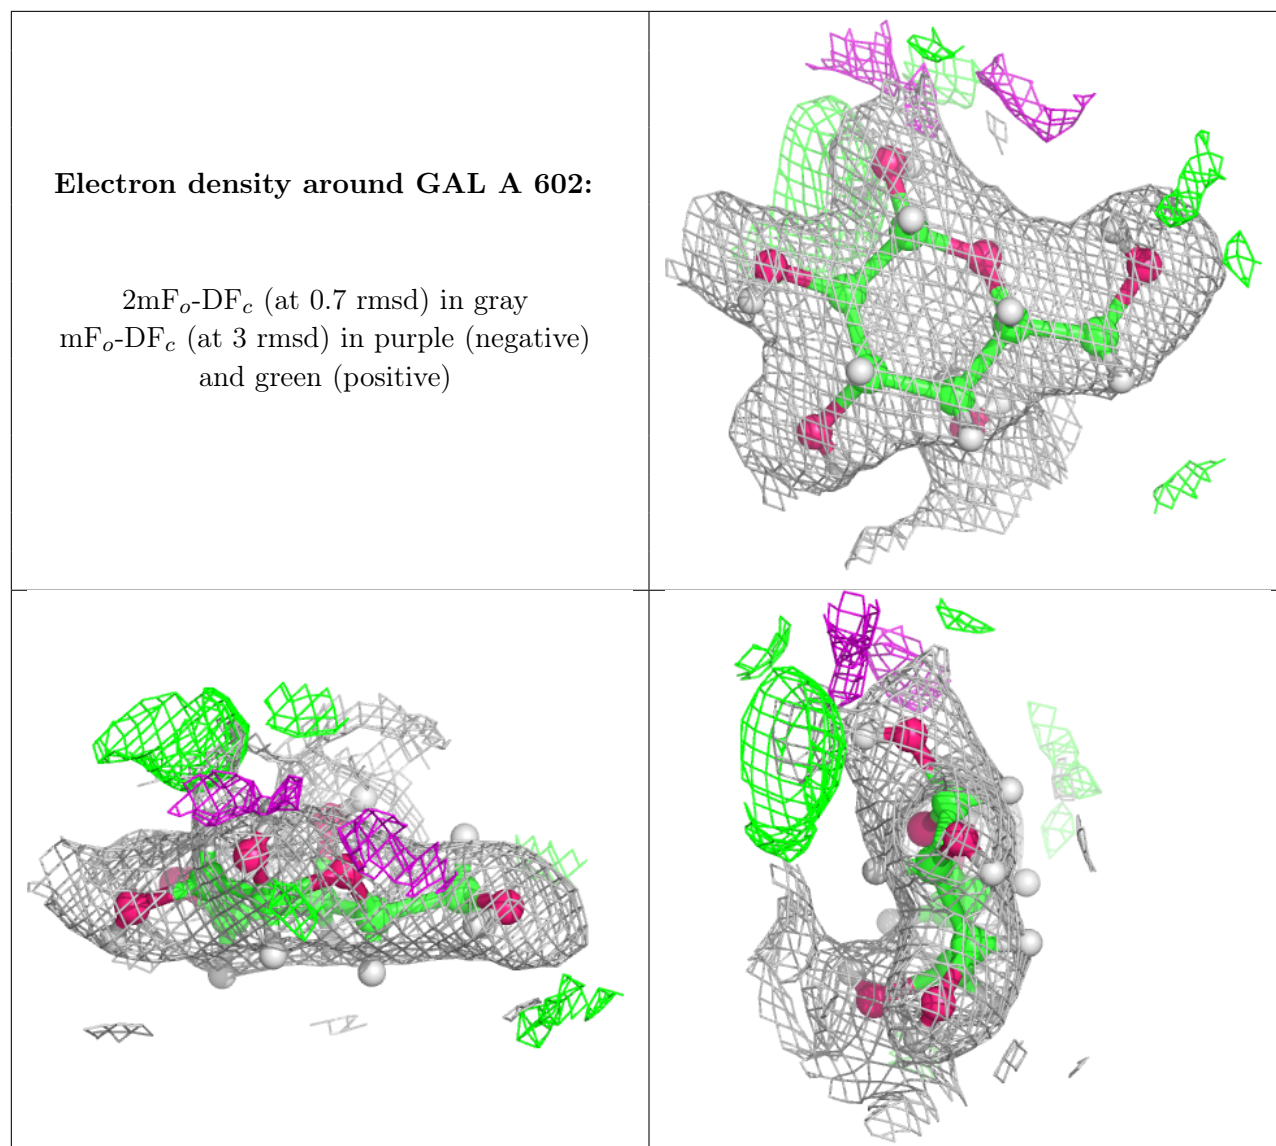 Electron density around GAL A 602:
2mFo-DFc (at 0.7 rmsd) in gray
mFo-DFc (at 3 rmsd) in purple (negative)
and green (positive)